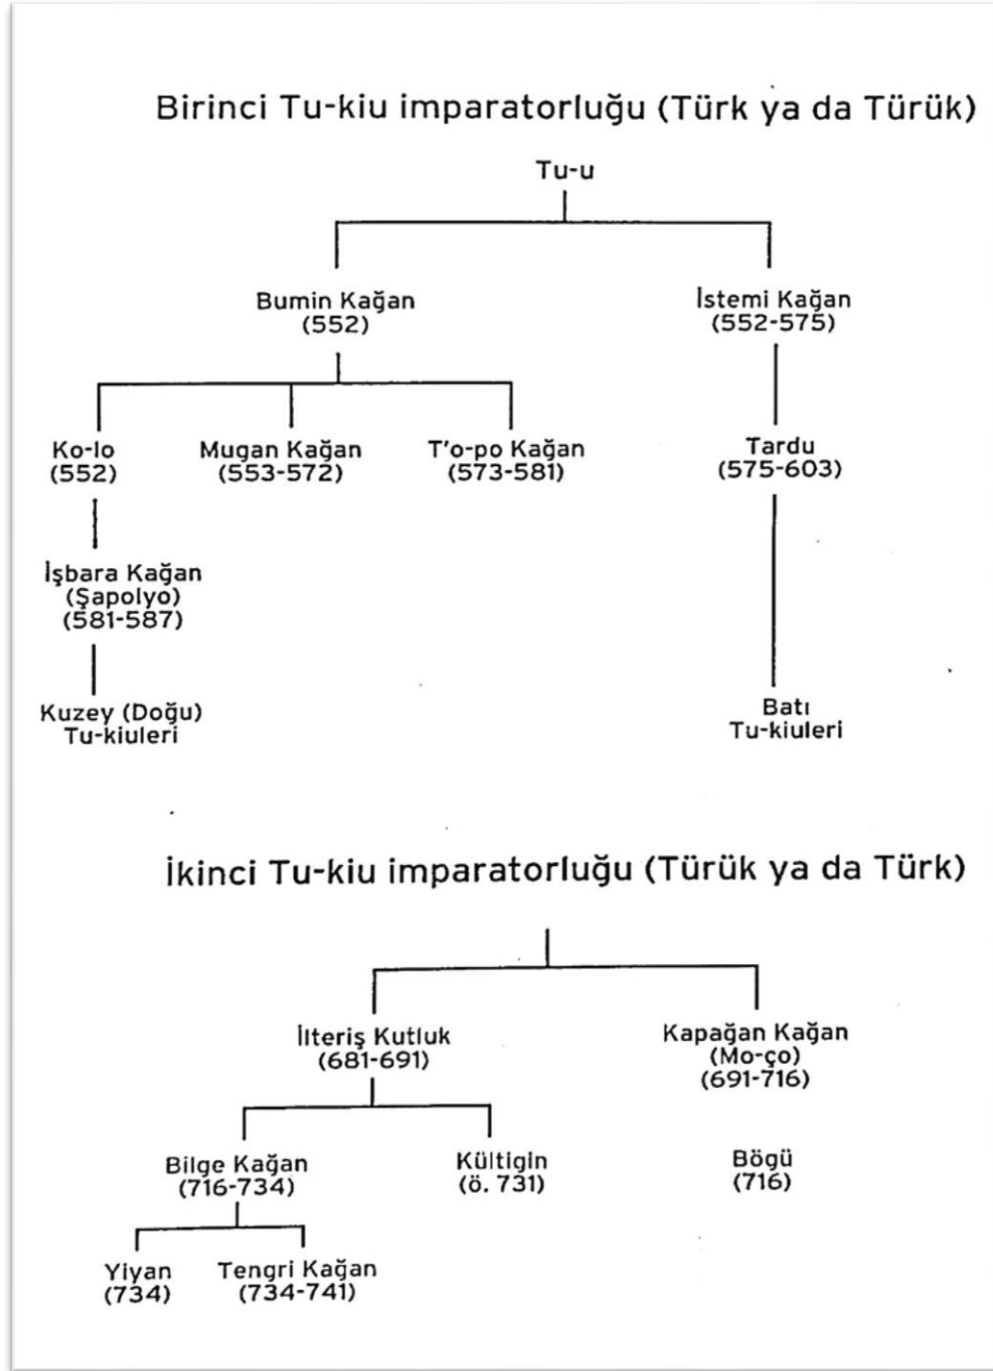 Birinci Tu-kiu imparatorluğu (Türk ya da Türük)
Tu-u
Bumin Kağan
(552)
İstemi Kağan
(552-575)
Ko-lo
(552)
Mugan Kağan
(553-572)
T'o-po Kağan
(573-581)
Tardu
(575-603)
İşbara Kağan
(Şapolyo)
(581-587)
Kuzey (Doğu)
Tu-kiuleri
Batı
Tu-kiuleri
İkinci Tu-kiu imparatorluğu (Türük ya da Türk)
İlteriş Kutluk
(681-691)
Kapağan Kağan
(Mo-ço)
(691-716)
Bilge Kağan
(716-734)
Kültigin
(ö. 731)
Bögü
(716)
Yiyan
(734)
Tengri Kağan
(734-741)